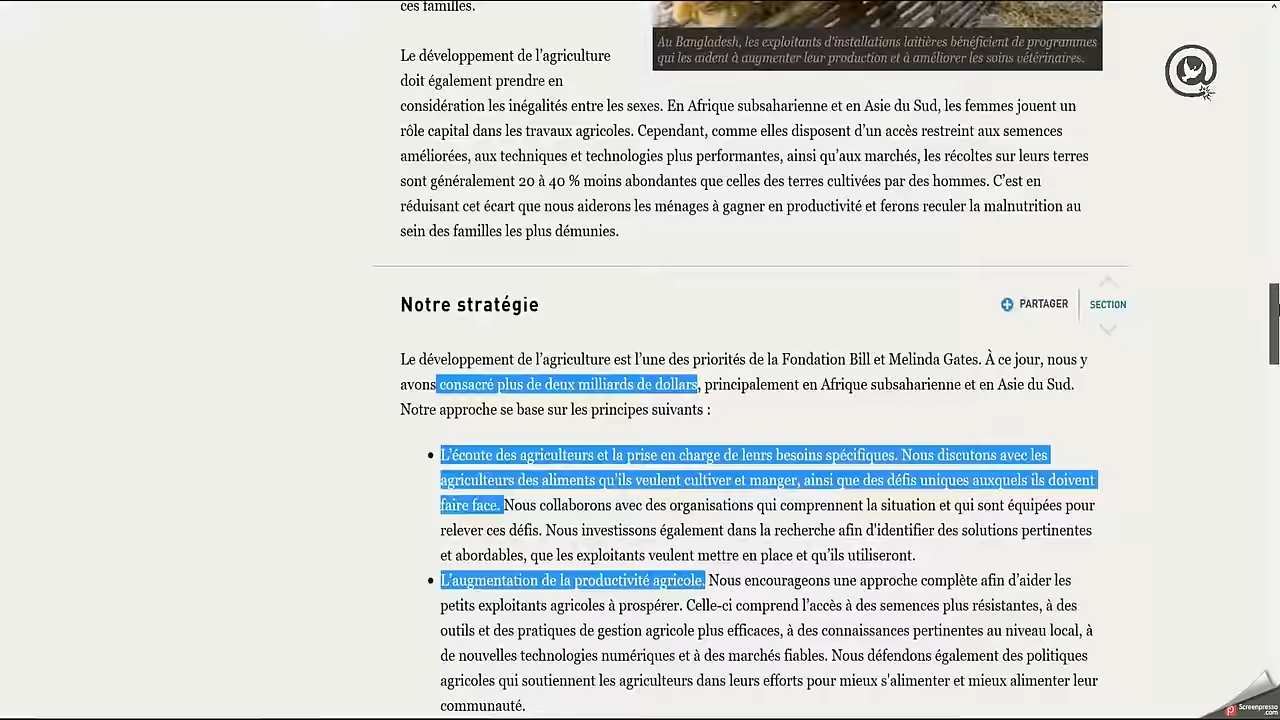 ces familles.
Au Bangladesh, les exploitants d'installations laitières bénéficient de programmes
qui les aident à augmenter leur production et à améliorer les soins vétérinaires.
Le développement de l'agriculture
doit également prendre en
considération les inégalités entre les sexes. En Afrique subsaharienne et en Asie du Sud, les femmes jouent un
rôle capital dans les travaux agricoles. Cependant, comme elles disposent d'un accès restreint aux semences
améliorées, aux techniques et technologies plus performantes, ainsi qu'aux marchés, les récoltes sur leurs terres
sont généralement 20 à 40 % moins abondantes que celles des terres cultivées par des hommes. C'est en
réduisant cet écart que nous aiderons les ménages à gagner en productivité et ferons reculer la malnutrition au
sein des familles les plus démunies.
Notre stratégie
PARTAGER
SECTION
Le développement de l'agriculture est l'une des priorités de la Fondation Bill et Melinda Gates. À ce jour, nous y
avons consacré plus de deux milliards de dollars, principalement en Afrique subsaharienne et en Asie du Sud.
Notre approche se base sur les principes suivants :
• L'écoute des agriculteurs et la prise en charge de leurs besoins spécifiques. Nous discutons avec les
agriculteurs des aliments qu'ils veulent cultiver et manger, ainsi que des défis uniques auxquels ils doivent
faire face. Nous collaborons avec des organisations qui comprennent la situation et qui sont équipées pour
relever ces défis. Nous investissons également dans la recherche afin d'identifier des solutions pertinentes
et abordables, que les exploitants veulent mettre en place et qu'ils utiliseront.
• L'augmentation de la productivité agricole. Nous encourageons une approche complète afin d'aider les
petits exploitants agricoles à prospérer. Celle-ci comprend l'accès à des semences plus résistantes, à des
outils et des pratiques de gestion agricole plus efficaces, à des connaissances pertinentes au niveau local, à
de nouvelles technologies numériques et à des marchés fiables. Nous défendons également des politiques
agricoles qui soutiennent les agriculteurs dans leurs efforts pour mieux s'alimenter et mieux alimenter leur
communauté.
Screenpresso
.com